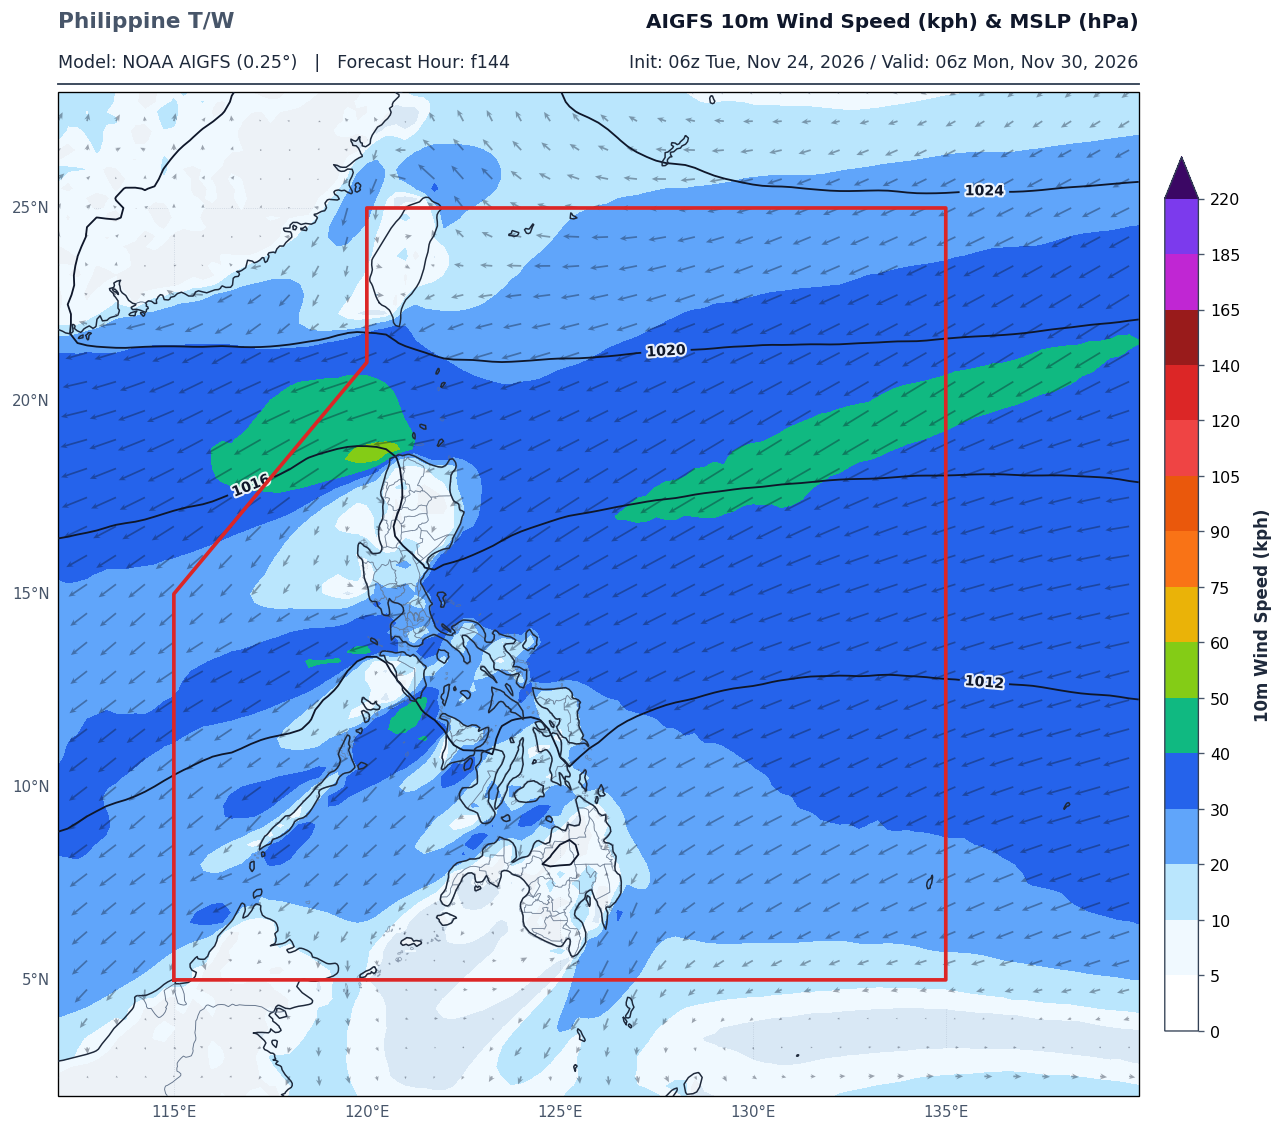 Philippine T/W
AIGFS 10m Wind Speed (kph) & MSLP (hPa)
Model: NOAA AIGFS (0.25°)   |   Forecast Hour: f144
Init: 06z Tue, Nov 24, 2026 / Valid: 06z Mon, Nov 30, 2026
1024
1020
1016
1012
25°N
20°N
15°N
10°N
5°N
115°E
120°E
125°E
130°E
135°E
220
185
165
140
120
105
90
75
60
50
40
30
20
10
5
0
10m Wind Speed (kph)